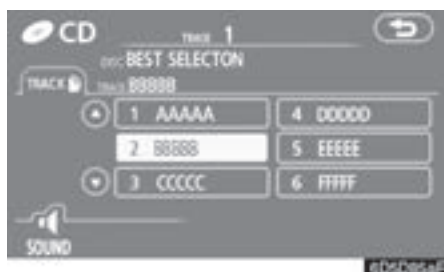 CD TRACK 1
DISC BEST SELECTON
TRACK TRACK BBBBB
1 AAAAA 4 DDDDD
2 BBBBB 5 EEEEE
3 CCCCC 6 FFFFF
SOUND